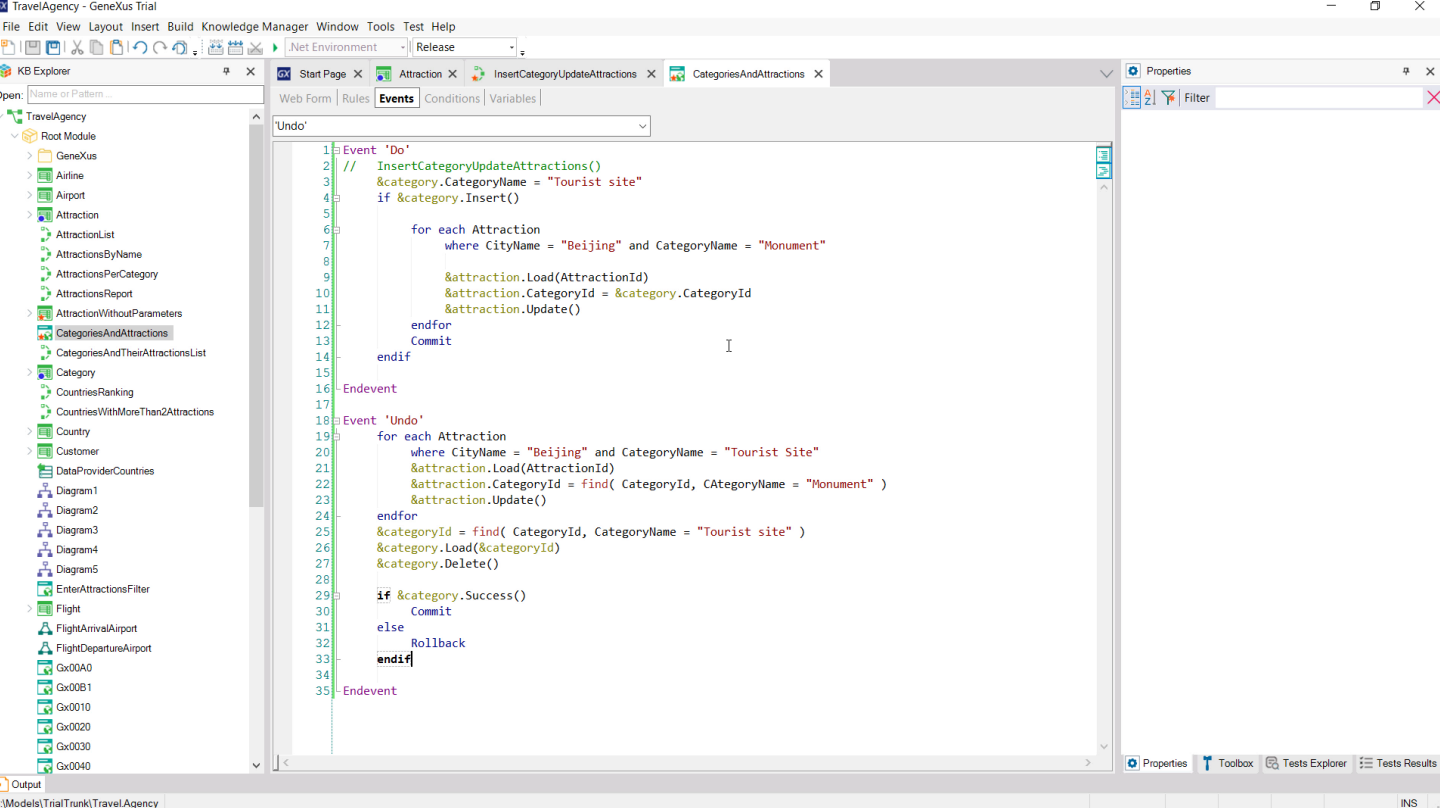 TravelAgency - GeneXus Trial
File Edit View Layout Insert Build Knowledge Manager Window Tools Test Help
.Net Environment Release
KB Explorer
Open: Name or Pattern ...
TravelAgency
Root Module
GeneXus
Airline
Airport
Attraction
AttractionList
AttractionsByName
AttractionsPerCategory
AttractionsReport
AttractionWithoutParameters
CategoriesAndAttractions
CategoriesAndTheirAttractionsList
Category
CountriesRanking
CountriesWithMoreThan2Attractions
Country
Customer
DataProviderCountries
Diagram1
Diagram2
Diagram3
Diagram4
Diagram5
EnterAttractionsFilter
Flight
FlightArrivalAirport
FlightDepartureAirport
Gx00A0
Gx00B1
Gx0010
Gx0020
Gx0030
Gx0040
Start Page Attraction InsertCategoryUpdateAttractions CategoriesAndAttractions
Web Form Rules Events Conditions Variables
'Undo'
1 Event 'Do'
2 // InsertCategoryUpdateAttractions()
3 &category.CategoryName = "Tourist site"
4 if &category.Insert()
5
6 for each Attraction
7 where CityName = "Beijing" and CategoryName = "Monument"
8
9 &attraction.Load(AttractionId)
10 &attraction.CategoryId = &category.CategoryId
11 &attraction.Update()
12 endfor
13 Commit
14 endif
15
16 Endevent
17
18 Event 'Undo'
19 for each Attraction
20 where CityName = "Beijing" and CategoryName = "Tourist Site"
21 &attraction.Load(AttractionId)
22 &attraction.CategoryId = find( CategoryId, CAtegoryName = "Monument" )
23 &attraction.Update()
24 endfor
25 &categoryId = find( CategoryId, CategoryName = "Tourist site" )
26 &category.Load(&categoryId)
27 &category.Delete()
28
29 if &category.Success()
30 Commit
31 else
32 Rollback
33 endif
34
35 Endevent
Properties
Filter
Properties Toolbox Tests Explorer Tests Results
Output
:\Models\TrialTrunk\Travel.Agency
INS